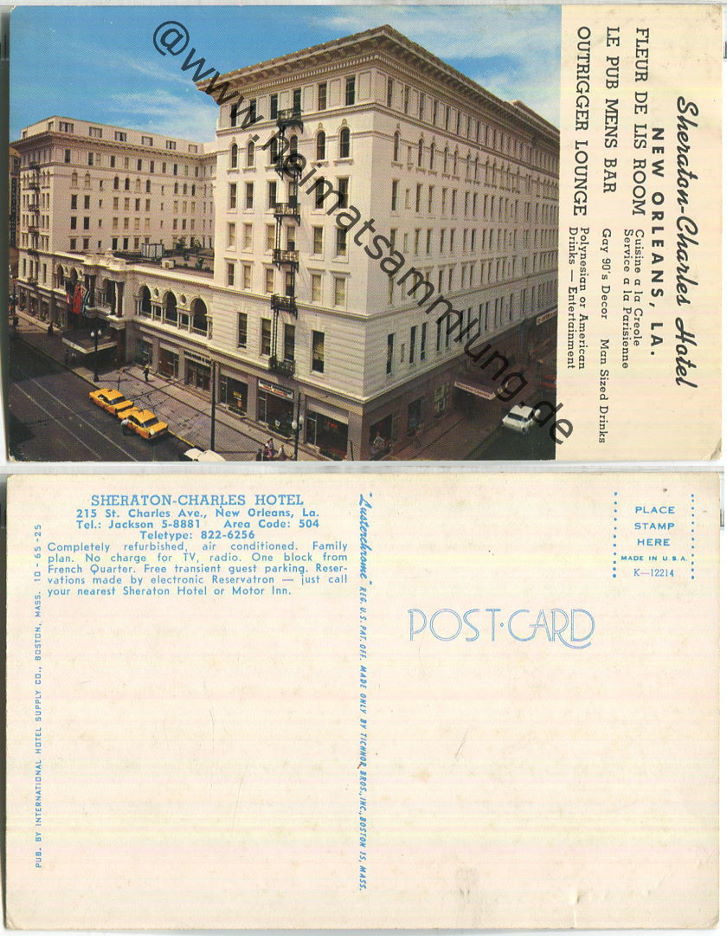 Sheraton-Charles Hotel
NEW ORLEANS, LA.
FLEUR DE LIS ROOM Cuisine a la Creole
Service a la Parisienne
LE PUB MENS BAR Gay 90's Decor Man Sized Drinks
OUTRIGGER LOUNGE Polynesian or American
Drinks — Entertainment
@www.heimatsammlung.de
SHERATON-CHARLES HOTEL
215 St. Charles Ave., New Orleans, La.
Tel.: Jackson 5-8881 Area Code: 504
Teletype: 822-6256
Completely refurbished, air conditioned. Family
plan. No charge for TV, radio. One block from
French Quarter. Free transient guest parking. Reser-
vations made by electronic Reservatron — just call
your nearest Sheraton Hotel or Motor Inn.
PUB. BY INTERNATIONAL HOTEL SUPPLY CO., BOSTON, MASS. 10-65-25
"Lusterchrome" REG. U. S. PAT. OFF. MADE ONLY BY TICHNOR BROS., INC., BOSTON 15, MASS.
POST-CARD
PLACE
STAMP
HERE
MADE IN U. S. A.
K-12214